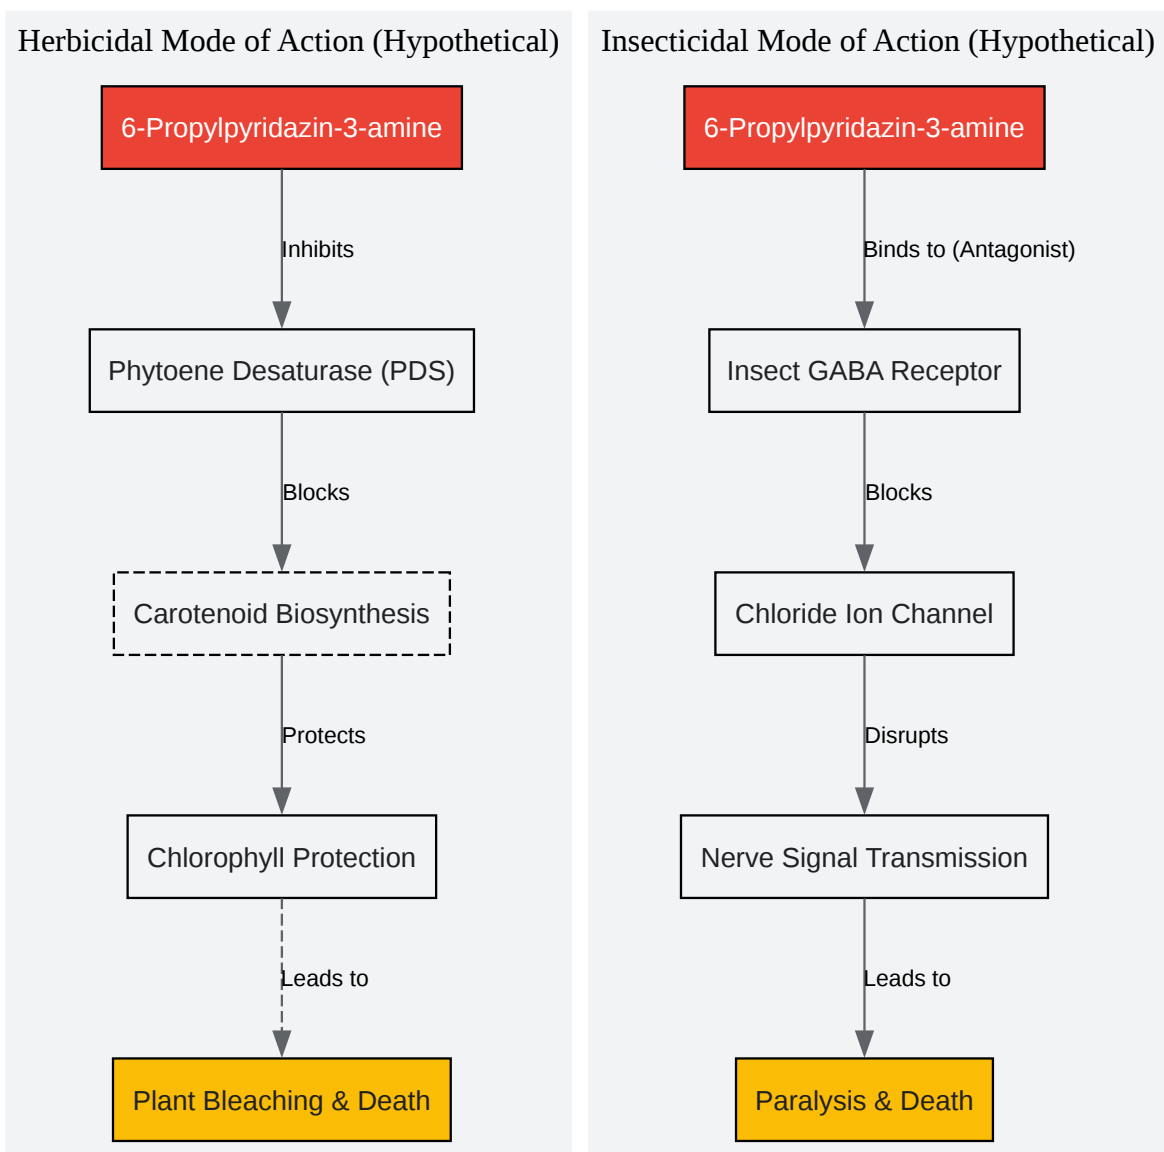 Herbicidal Mode of Action (Hypothetical)
6-Propylpyridazin-3-amine
Inhibits
Phytoene Desaturase (PDS)
Blocks
Carotenoid Biosynthesis
Protects
Chlorophyll Protection
Leads to
Plant Bleaching & Death
Insecticidal Mode of Action (Hypothetical)
6-Propylpyridazin-3-amine
Binds to (Antagonist)
Insect GABA Receptor
Blocks
Chloride Ion Channel
Disrupts
Nerve Signal Transmission
Leads to
Paralysis & Death